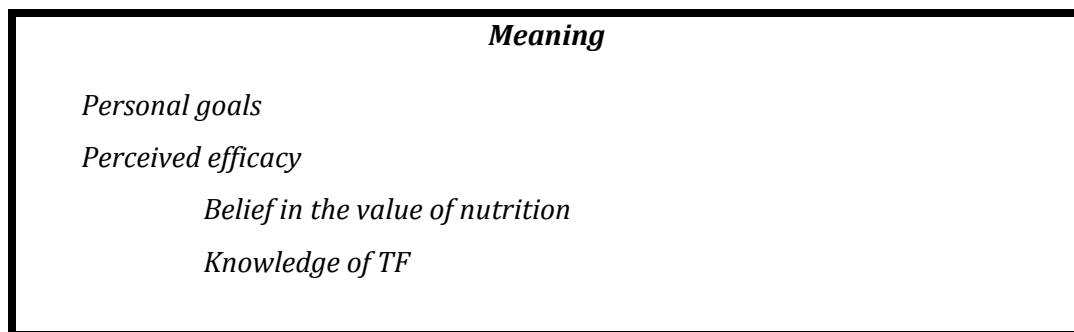 Meaning
Personal goals
Perceived efficacy
Belief in the value of nutrition
Knowledge of TF